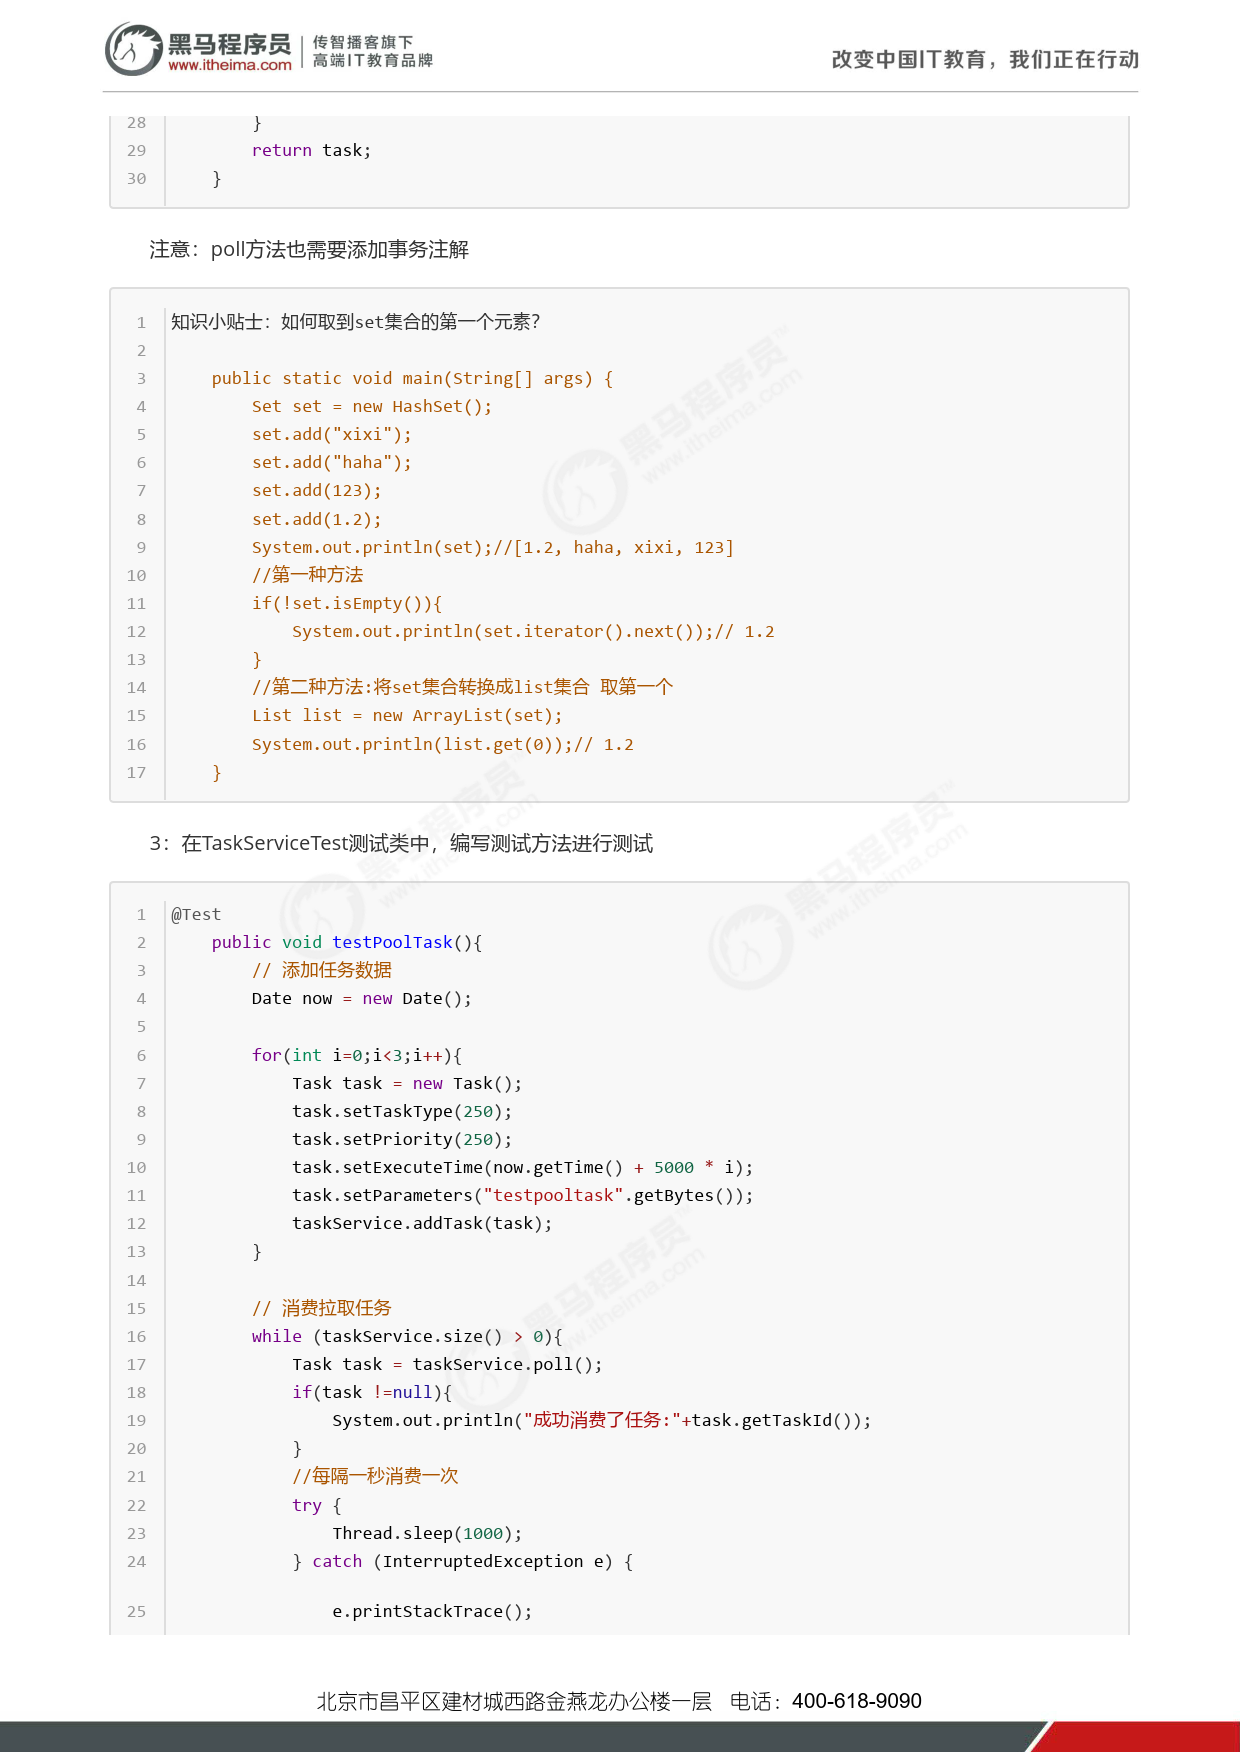 黑马程序员 传智播客旗下
www.itheima.com 高端IT教育品牌
改变中国IT教育，我们正在行动
28         }
29         return task;
30     }
注意：poll方法也需要添加事务注解
1 知识小贴士：如何取到set集合的第一个元素？
2
3     public static void main(String[] args) {
4         Set set = new HashSet();
5         set.add("xixi");
6         set.add("haha");
7         set.add(123);
8         set.add(1.2);
9         System.out.println(set);//[1.2, haha, xixi, 123]
10         //第一种方法
11         if(!set.isEmpty()){
12             System.out.println(set.iterator().next());// 1.2
13         }
14         //第二种方法:将set集合转换成list集合 取第一个
15         List list = new ArrayList(set);
16         System.out.println(list.get(0));// 1.2
17     }
3：在TaskServiceTest测试类中，编写测试方法进行测试
1 @Test
2     public void testPoolTask(){
3         // 添加任务数据
4         Date now = new Date();
5
6         for(int i=0;i<3;i++){
7             Task task = new Task();
8             task.setTaskType(250);
9             task.setPriority(250);
10             task.setExecuteTime(now.getTime() + 5000 * i);
11             task.setParameters("testpooltask".getBytes());
12             taskService.addTask(task);
13         }
14
15         // 消费拉取任务
16         while (taskService.size() > 0){
17             Task task = taskService.poll();
18             if(task !=null){
19                 System.out.println("成功消费了任务:"+task.getTaskId());
20             }
21             //每隔一秒消费一次
22             try {
23                 Thread.sleep(1000);
24             } catch (InterruptedException e) {
25                 e.printStackTrace();
北京市昌平区建材城西路金燕龙办公楼一层 电话：400-618-9090